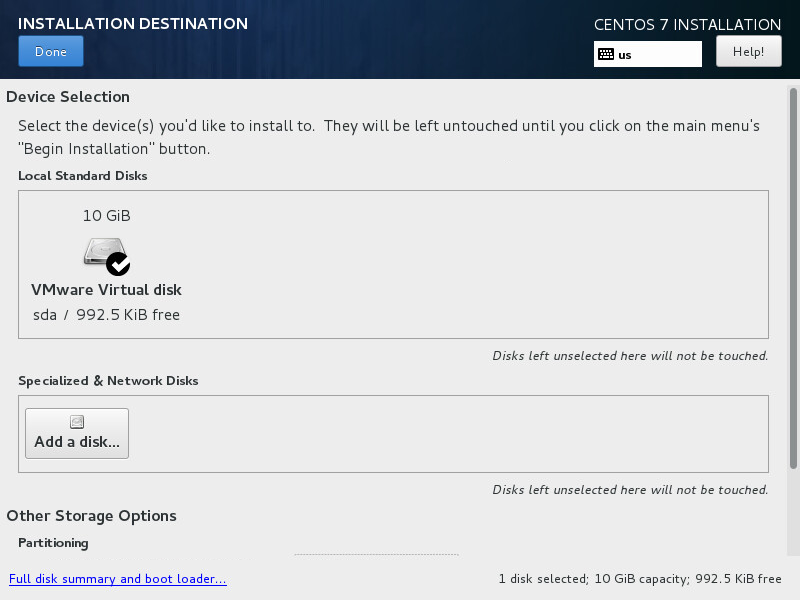 INSTALLATION DESTINATION
CENTOS 7 INSTALLATION
Done
us
Help!
Device Selection
Select the device(s) you'd like to install to.  They will be left untouched until you click on the main menu's
"Begin Installation" button.
Local Standard Disks
10 GiB
VMware Virtual disk
sda / 992.5 KiB free
Disks left unselected here will not be touched.
Specialized & Network Disks
Add a disk...
Disks left unselected here will not be touched.
Other Storage Options
Partitioning
Full disk summary and boot loader...
1 disk selected; 10 GiB capacity; 992.5 KiB free